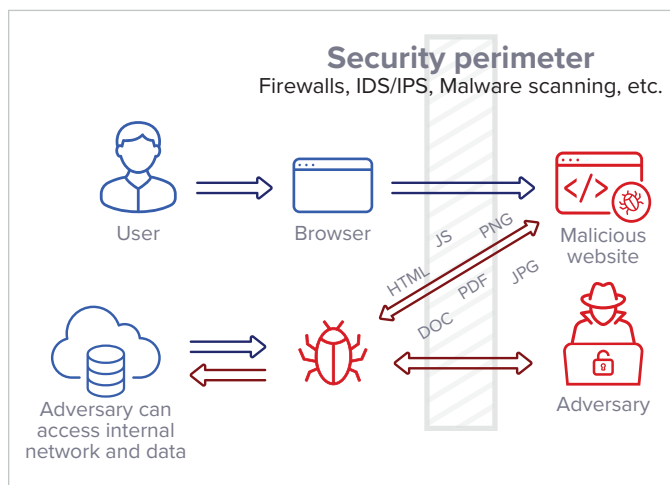 Security perimeter
Firewalls, IDS/IPS, Malware scanning, etc.
User
Browser
Malicious
website
HTML
JS
PNG
DOC
PDF
JPG
Adversary can
access internal
network and data
Adversary